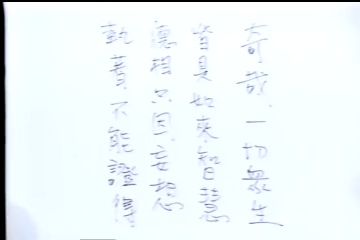 奇哉一切眾生
皆具如來智慧
德相只因妄想
執著不能證得